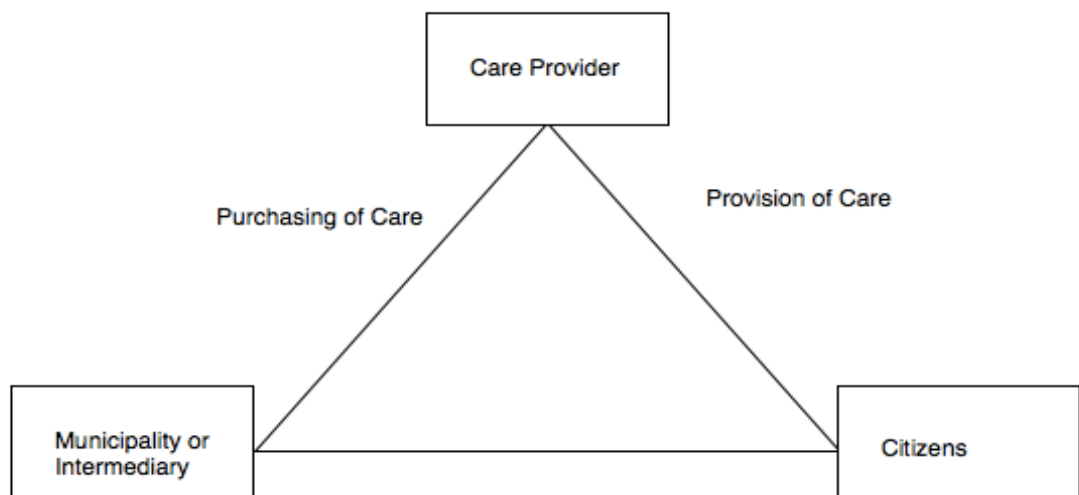 Care Provider
Provision of Care
Purchasing of Care
Municipality or
Intermediary
Citizens